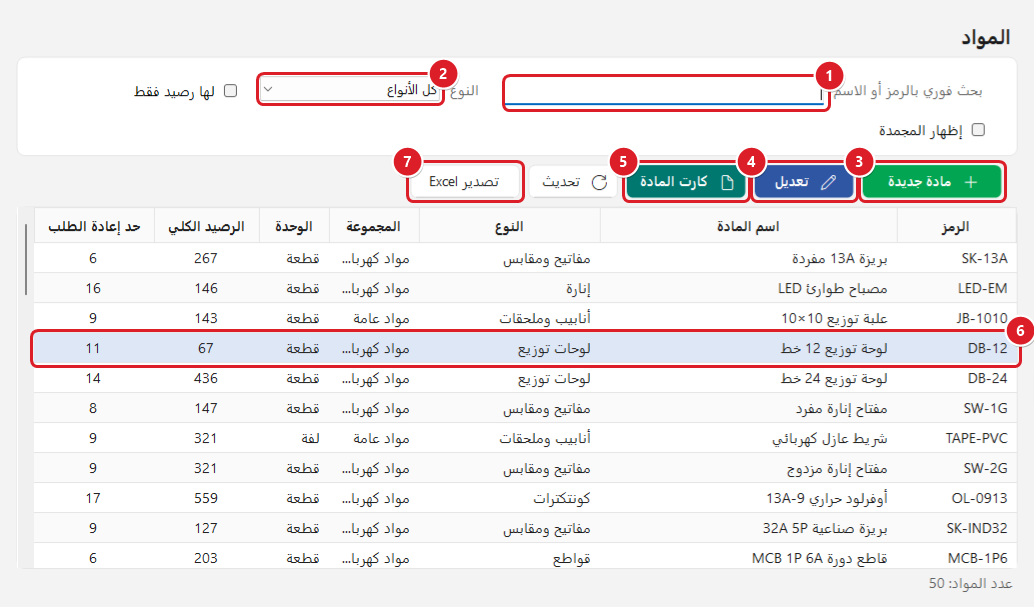 المواد
بحث فوري بالرمز أو الاسم 1 النوع كل الأنواع 2 لها رصيد فقط
إظهار المجمدة
مادة جديدة 3 تعديل 4 كارت المادة 5 تحديث تصدير Excel 7
الرمز اسم المادة النوع المجموعة الوحدة الرصيد الكلي حد إعادة الطلب
SK-13A بريزة 13A مفردة مفاتيح ومقابس مواد كهربا... قطعة 267 6
LED-EM مصباح طوارئ LED إنارة مواد كهربا... قطعة 146 16
JB-1010 علبة توزيع 10×10 أنابيب وملحقات مواد عامة قطعة 143 9
6 DB-12 لوحة توزيع 12 خط لوحات توزيع مواد كهربا... قطعة 67 11
DB-24 لوحة توزيع 24 خط لوحات توزيع مواد كهربا... قطعة 436 14
SW-1G مفتاح إنارة مفرد مفاتيح ومقابس مواد كهربا... قطعة 147 8
TAPE-PVC شريط عازل كهربائي أنابيب وملحقات مواد عامة لفة 321 9
SW-2G مفتاح إنارة مزدوج مفاتيح ومقابس مواد كهربا... قطعة 321 9
OL-0913 أوفرلود حراري 9-13A كونتكترات مواد كهربا... قطعة 559 17
SK-IND32 بريزة صناعية 32A 5P مفاتيح ومقابس مواد كهربا... قطعة 127 9
MCB-1P6 قاطع دورة MCB 1P 6A قواطع مواد كهربا... قطعة 203 6
عدد المواد: 50